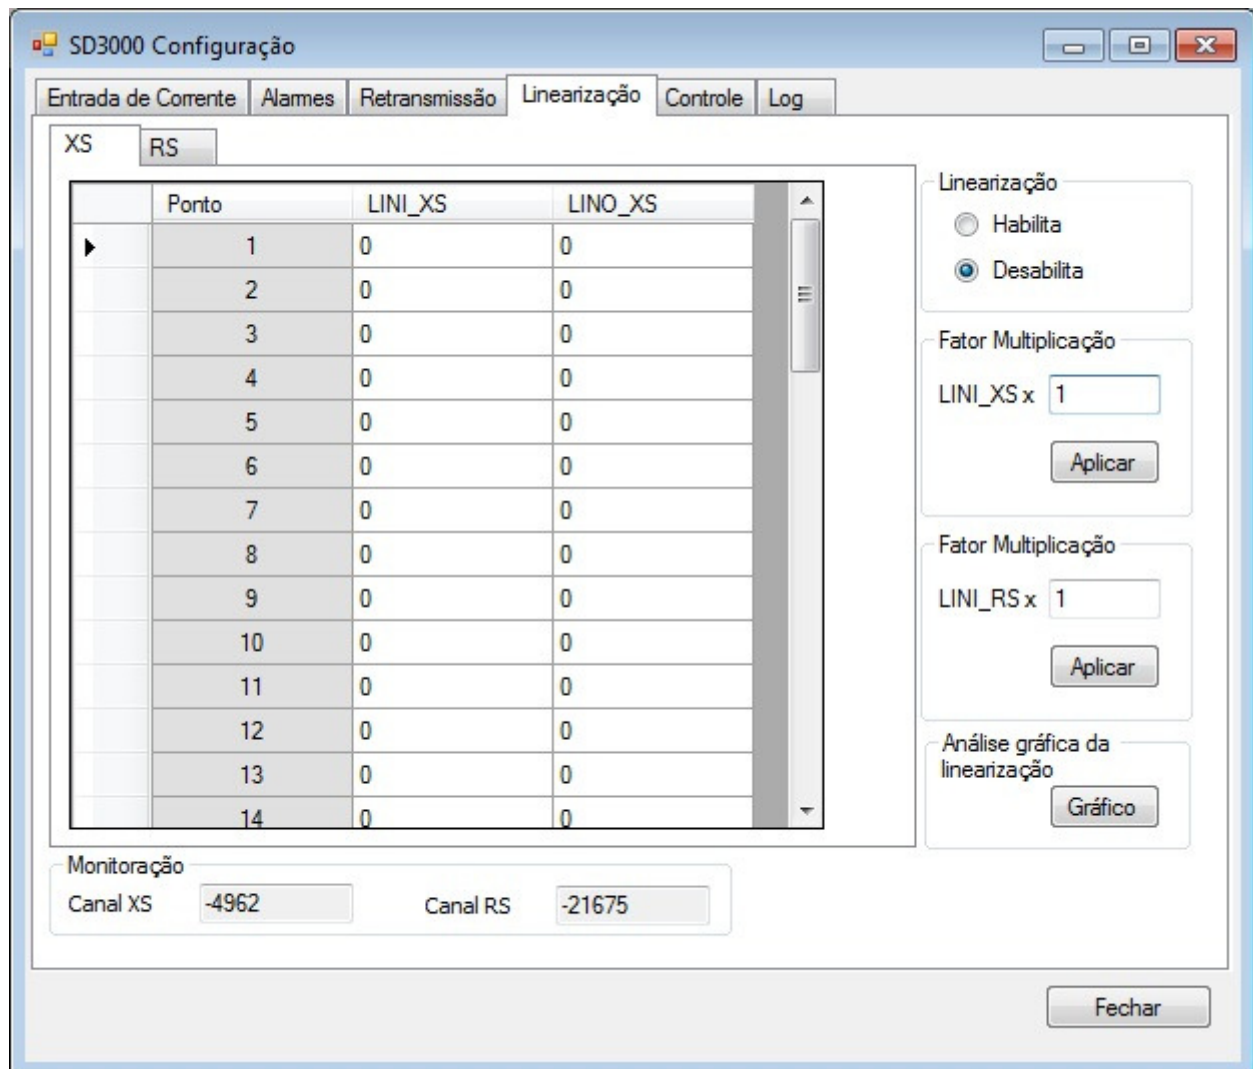 SD3000 Configuração
Entrada de Corrente Alarmes Retransmissão Linearização Controle Log
XS RS
Ponto LINI_XS LINO_XS
1 0 0
2 0 0
3 0 0
4 0 0
5 0 0
6 0 0
7 0 0
8 0 0
9 0 0
10 0 0
11 0 0
12 0 0
13 0 0
14 0 0
Linearização
Habilita
Desabilita
Fator Multiplicação
LINI_XS x 1
Aplicar
Fator Multiplicação
LINI_RS x 1
Aplicar
Análise gráfica da
linearização
Gráfico
Monitoração
Canal XS -4962 Canal RS -21675
Fechar